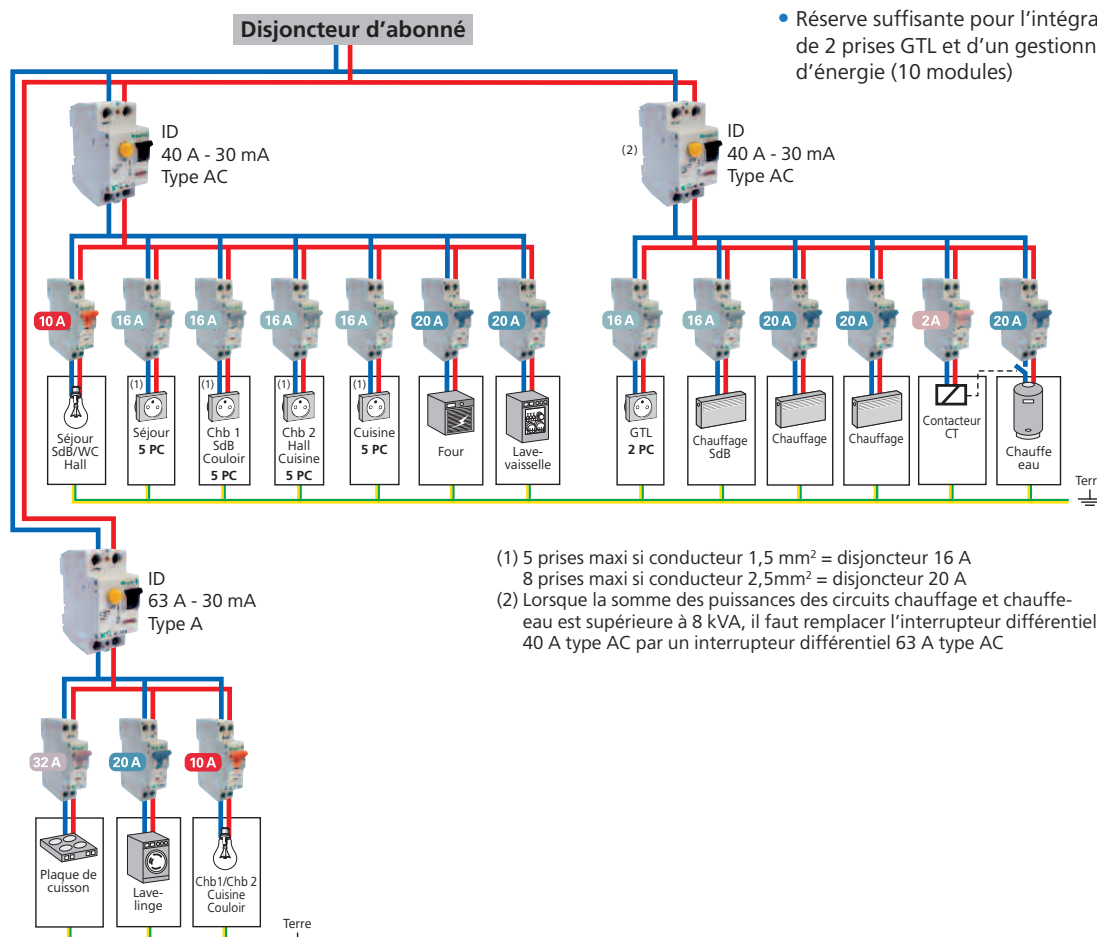 Disjoncteur d’abonné
• Réserve suffisante pour l’intégra
de 2 prises GTL et d’un gestionn
d’énergie (10 modules)
ID
40 A - 30 mA
Type AC
(2)
ID
40 A - 30 mA
Type AC
10 A
16 A
16 A
16 A
16 A
20 A
20 A
16 A
16 A
20 A
20 A
2 A
20 A
Séjour
SdB/WC
Hall
(1)
Séjour
5 PC
(1)
Chb 1
SdB
Couloir
5 PC
(1)
Chb 2
Hall
Cuisine
5 PC
(1)
Cuisine
5 PC
Four
Lave-
vaisselle
GTL
2 PC
Chauffage
SdB
Chauffage
Chauffage
Contacteur
CT
Chauffe
eau
Terr
ID
63 A - 30 mA
Type A
(1) 5 prises maxi si conducteur 1,5 mm² = disjoncteur 16 A
8 prises maxi si conducteur 2,5mm² = disjoncteur 20 A
(2) Lorsque la somme des puissances des circuits chauffage et chauffe-
eau est supérieure à 8 kVA, il faut remplacer l’interrupteur différentiel
40 A type AC par un interrupteur différentiel 63 A type AC
32 A
20 A
10 A
Plaque de
cuisson
Lave-
linge
Chb1/Chb 2
Cuisine
Couloir
Terre